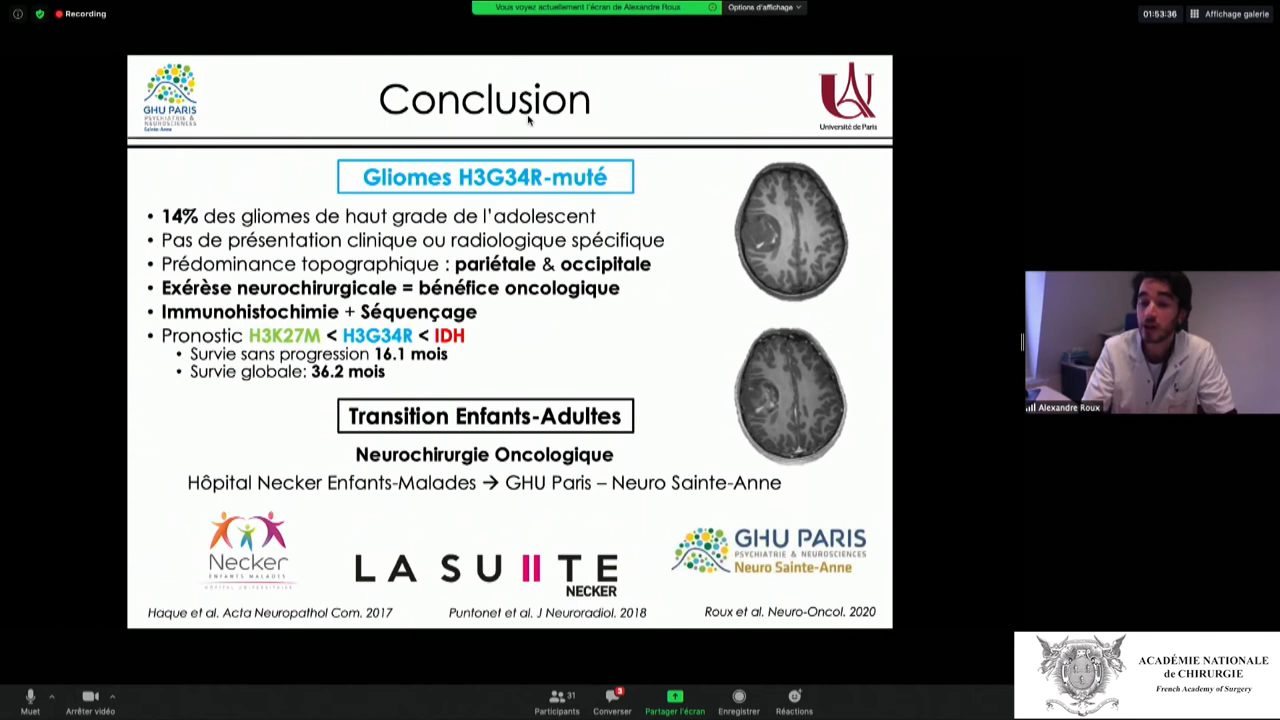 Recording
Vous voyez actuellement l'écran de Alexandre Roux
Options d'affichage
01:53:36
Affichage galerie
GHU PARIS
PSYCHIATRIE &
NEUROSCIENCES
Sainte-Anne
Conclusion
Université de Paris
Gliomes H3G34R-muté
• 14% des gliomes de haut grade de l'adolescent
• Pas de présentation clinique ou radiologique spécifique
• Prédominance topographique : pariétale & occipitale
• Exérèse neurochirurgicale = bénéfice oncologique
• Immunohistochimie + Séquençage
• Pronostic H3K27M < H3G34R < IDH
• Survie sans progression 16.1 mois
• Survie globale: 36.2 mois
Transition Enfants-Adultes
Neurochirurgie Oncologique
Hôpital Necker Enfants-Malades → GHU Paris – Neuro Sainte-Anne
Necker
ENFANTS MALADES
HÔPITAL UNIVERSITAIRE
LA SUITE
NECKER
GHU PARIS
PSYCHIATRIE & NEUROSCIENCES
Neuro Sainte-Anne
Haque et al. Acta Neuropathol Com. 2017
Puntonet et al. J Neuroradiol. 2018
Roux et al. Neuro-Oncol. 2020
Alexandre Roux
ACADÉMIE NATIONALE
de CHIRURGIE
French Academy of Surgery
Muet
Arrêter vidéo
31
Participants
3
Converser
Partager l'écran
Enregistrer
Réactions